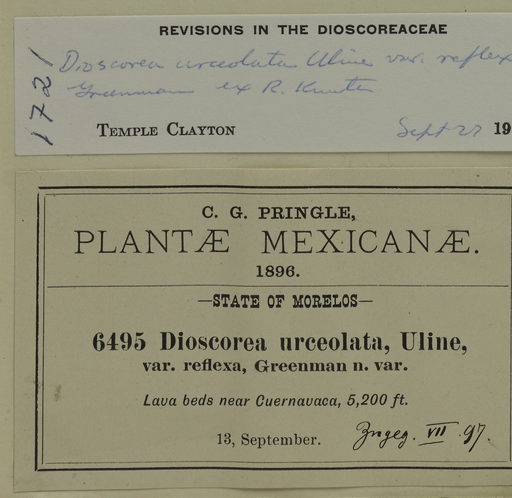 REVISIONS IN THE DIOSCOREACEAE
Dioscorea urceolata Uline var. reflex
Greenman ex R. Knuth
1721
TEMPLE CLAYTON Sept 27 19
C. G. PRINGLE,
PLANTÆ MEXICANÆ.
1896.
—STATE OF MORELOS—
6495 Dioscorea urceolata, Uline,
var. reflexa, Greenman n. var.
Lava beds near Cuernavaca, 5,200 ft.
13, September. VII .97.